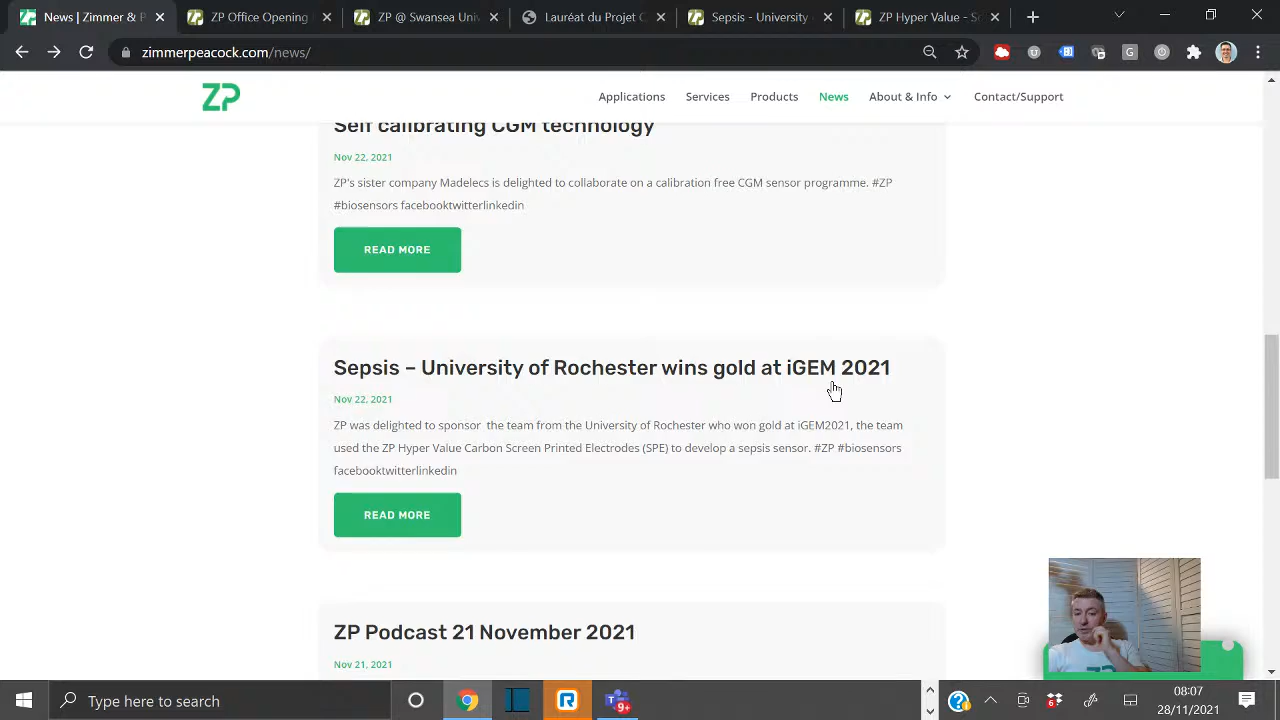 News | Zimmer & P
ZP Office Opening
ZP @ Swansea Univ
Lauréat du Projet C
Sepsis - University
ZP Hyper Value - S
zimmerpeacock.com/news/
ZP
Applications
Services
Products
News
About & Info
Contact/Support
Self calibrating CGM technology
Nov 22, 2021
ZP's sister company Madelecs is delighted to collaborate on a calibration free CGM sensor programme. #ZP
#biosensors facebooktwitterlinkedin
READ MORE
Sepsis – University of Rochester wins gold at iGEM 2021
Nov 22, 2021
ZP was delighted to sponsor the team from the University of Rochester who won gold at iGEM2021, the team
used the ZP Hyper Value Carbon Screen Printed Electrodes (SPE) to develop a sepsis sensor. #ZP #biosensors
facebooktwitterlinkedin
READ MORE
ZP Podcast 21 November 2021
Nov 21, 2021
ZP
Type here to search
9+
6
08:07
28/11/2021